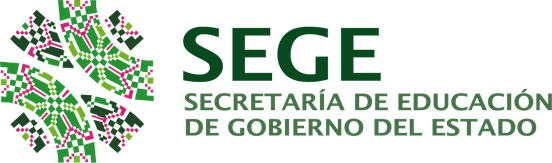 SEGE
SECRETARÍA DE EDUCACIÓN
DE GOBIERNO DEL ESTADO